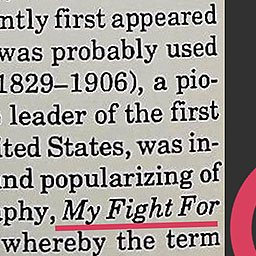 ntly first appeared
was probably used
1829–1906), a pio-
leader of the first
ited States, was in-
nd popularizing of
phy, My Fight For
whereby the term